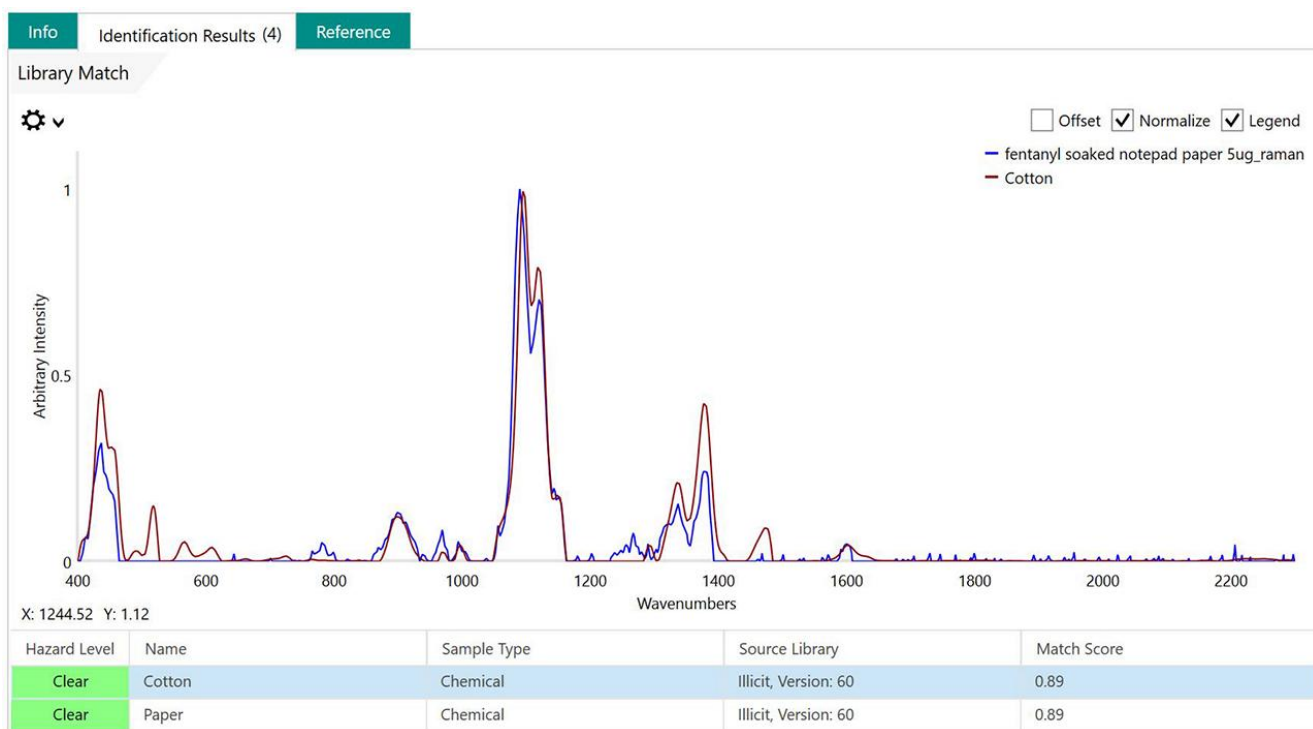 Info Identification Results (4) Reference
Library Match
Offset Normalize Legend
fentanyl soaked notepad paper 5ug_raman
Cotton
1
0.5
0
Arbitrary Intensity
400 600 800 1000 1200 1400 1600 1800 2000 2200
Wavenumbers
X: 1244.52 Y: 1.12
Hazard Level Name Sample Type Source Library Match Score
Clear Cotton Chemical Illicit, Version: 60 0.89
Clear Paper Chemical Illicit, Version: 60 0.89